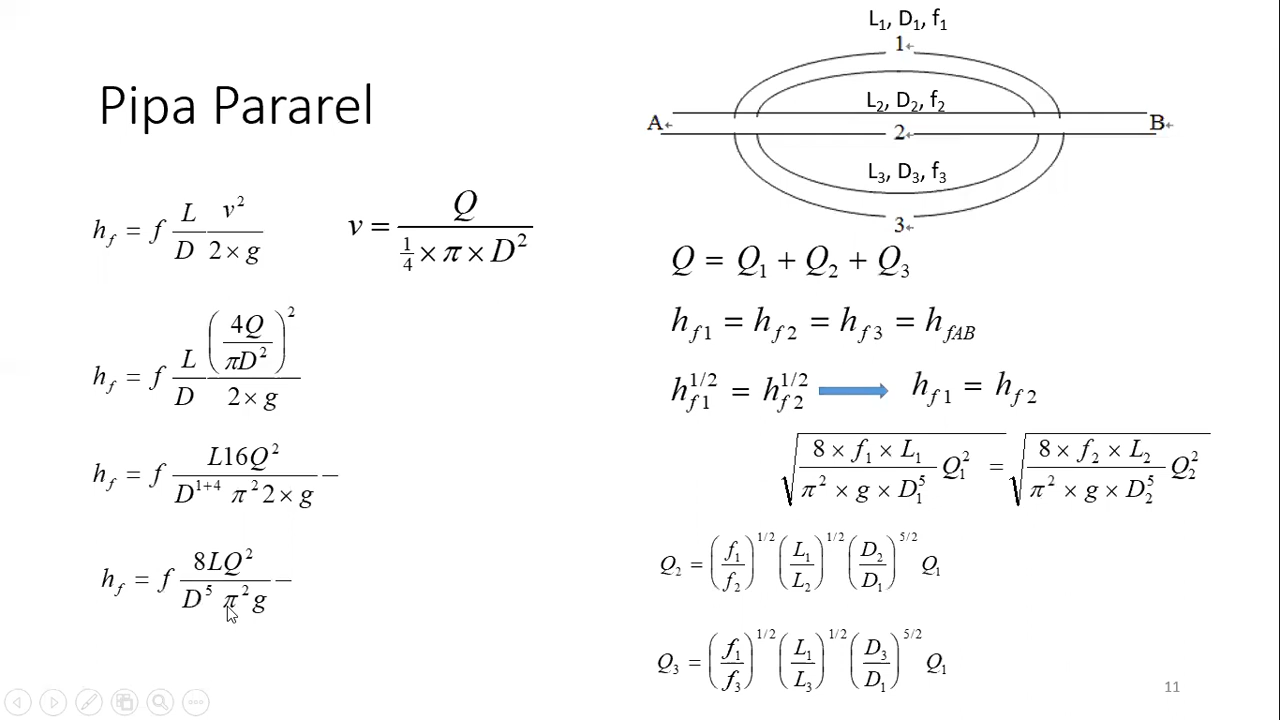 Pipa Pararel
L₁, D₁, f₁
1
L₂, D₂, f₂
A
B
2
L₃, D₃, f₃
3
h_f = f L/D v²/(2 × g)
v = Q/(1/4 × π × D²)
h_f = f L/D (4Q/(πD²))²/(2 × g)
h_f = f L16Q²/(D¹⁺⁴ π² 2 × g) –
h_f = f 8LQ²/(D⁵ π² g) –
Q = Q₁ + Q₂ + Q₃
h_f1 = h_f2 = h_f3 = h_fAB
h_f1^1/2 = h_f2^1/2 → h_f1 = h_f2
√(8 × f₁ × L₁/(π² × g × D₁⁵) Q₁²) = √(8 × f₂ × L₂/(π² × g × D₂⁵) Q₂²)
Q₂ = (f₁/f₂)^1/2 (L₁/L₂)^1/2 (D₂/D₁)^5/2 Q₁
Q₃ = (f₁/f₃)^1/2 (L₁/L₃)^1/2 (D₃/D₁)^5/2 Q₁
11